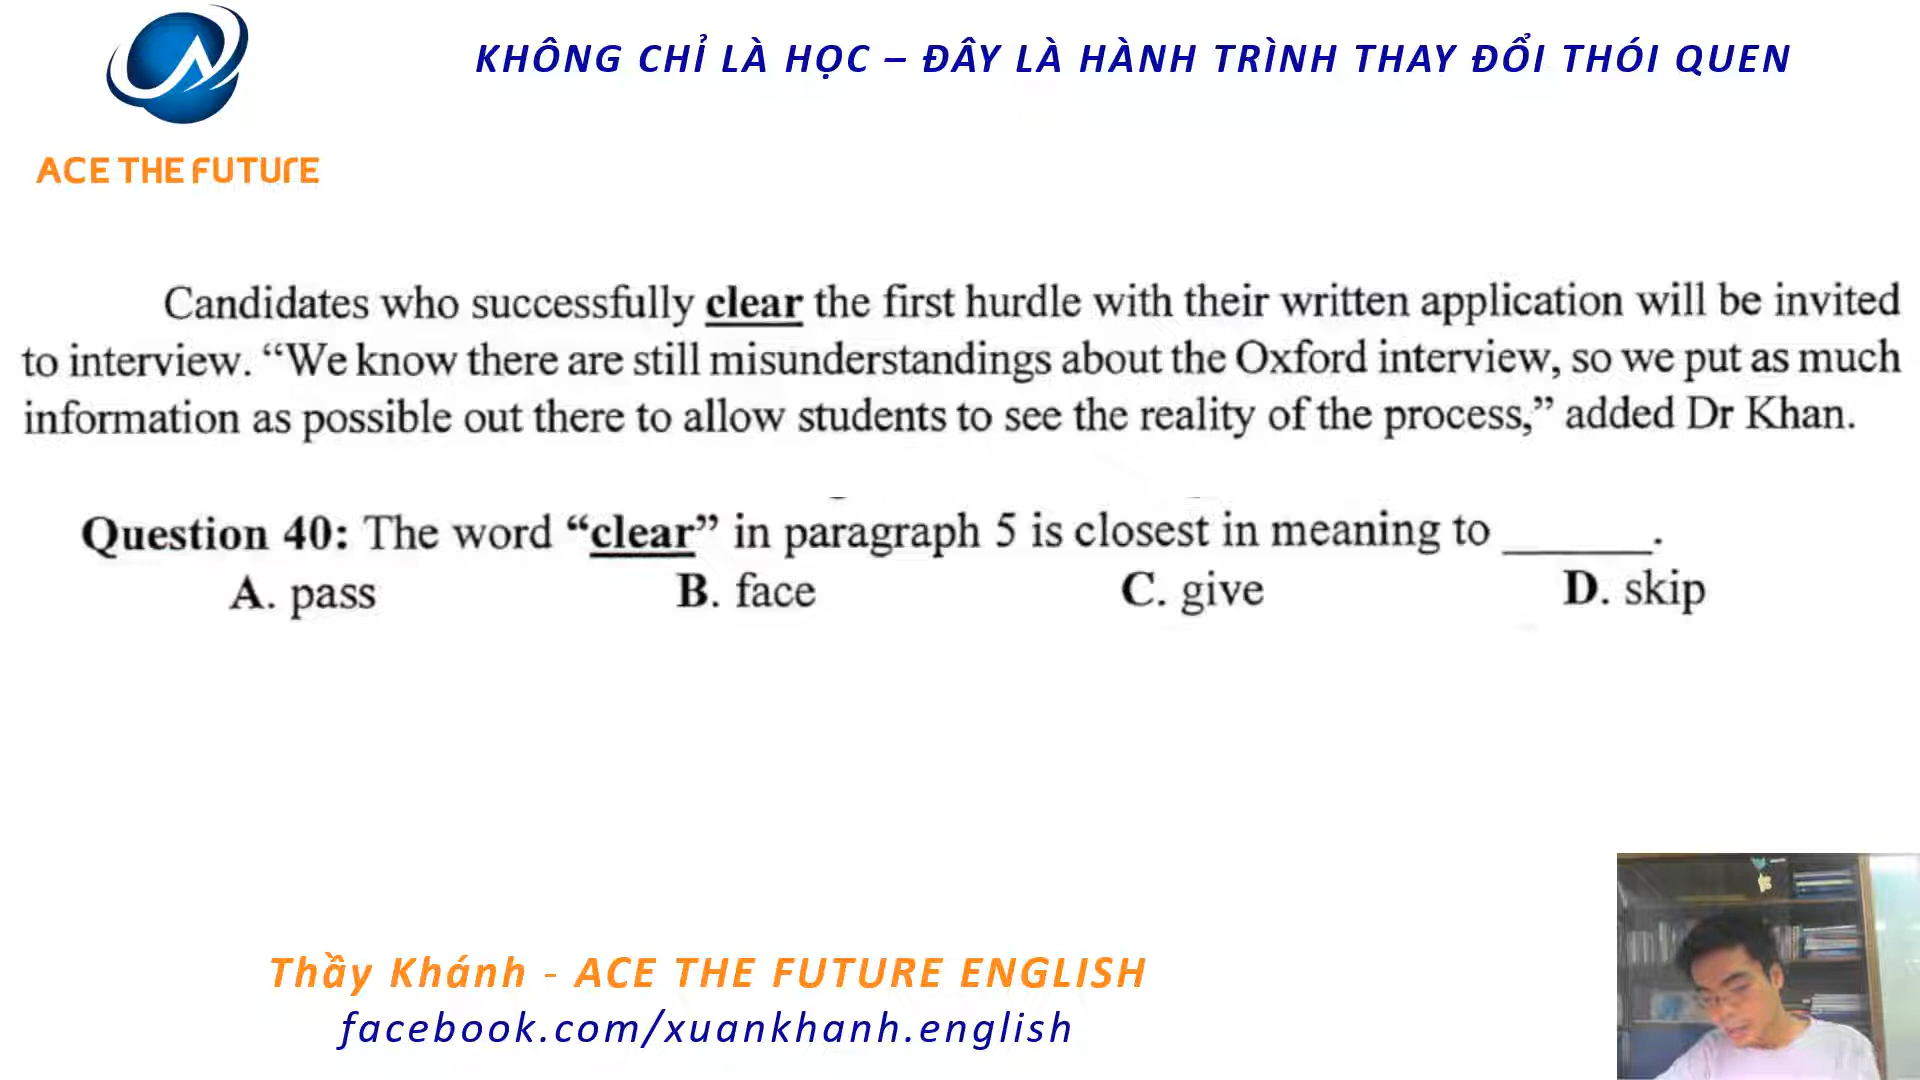 KHÔNG CHỈ LÀ HỌC – ĐÂY LÀ HÀNH TRÌNH THAY ĐỔI THÓI QUEN
ACE THE FUTURE
Candidates who successfully clear the first hurdle with their written application will be invited
to interview. “We know there are still misunderstandings about the Oxford interview, so we put as much
information as possible out there to allow students to see the reality of the process,” added Dr Khan.
Question 40: The word “clear” in paragraph 5 is closest in meaning to ______.
A. pass B. face C. give D. skip
Thầy Khánh - ACE THE FUTURE ENGLISH
facebook.com/xuankhanh.english